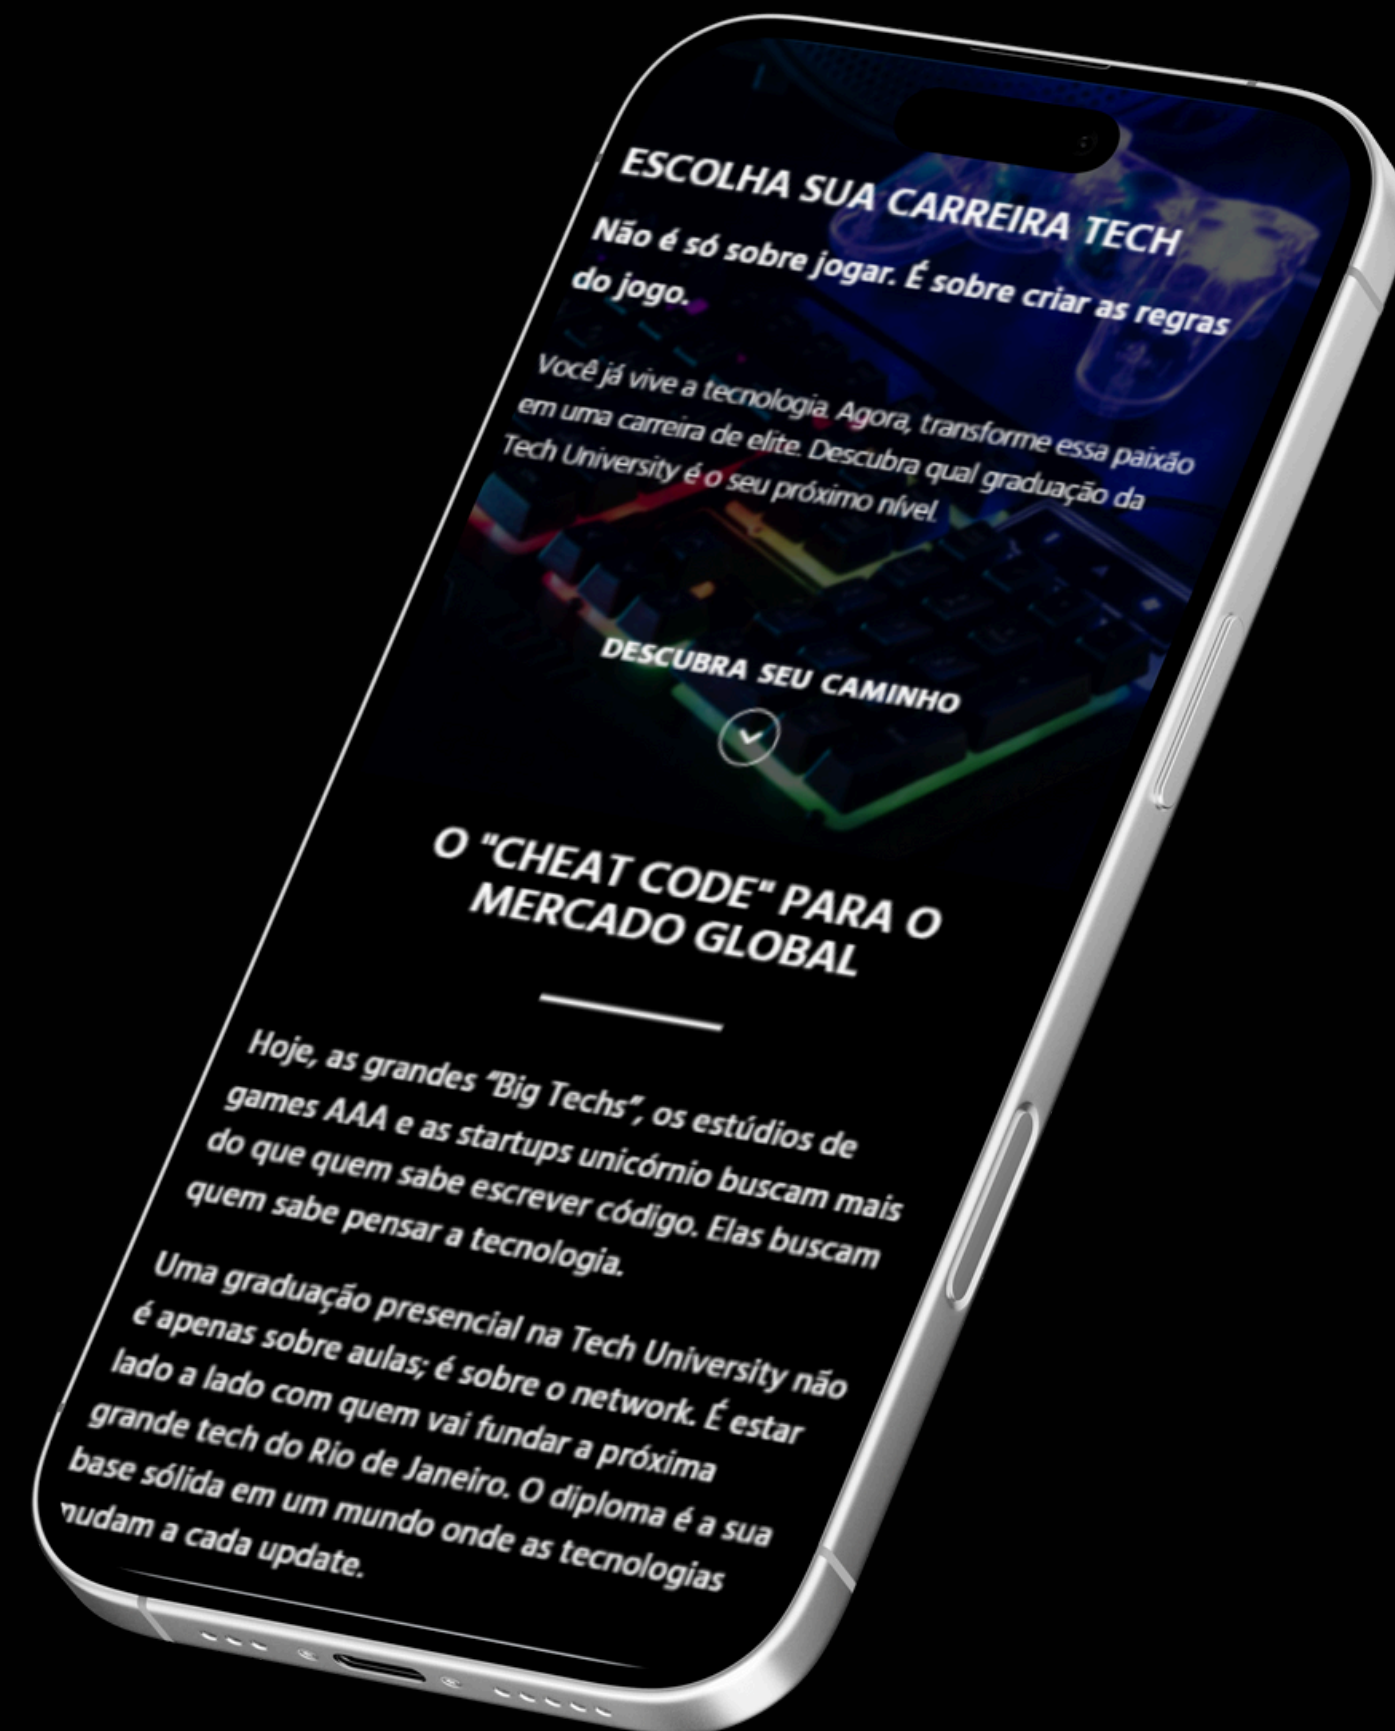 ESCOLHA SUA CARREIRA TECH
Não é só sobre jogar. É sobre criar as regras
do jogo.
Você já vive a tecnologia. Agora, transforme essa paixão
em uma carreira de elite. Descubra qual graduação da
Tech University é o seu próximo nível.
DESCUBRA SEU CAMINHO
O "CHEAT CODE" PARA O
MERCADO GLOBAL
Hoje, as grandes “Big Techs”, os estúdios de
games AAA e as startups unicórnio buscam mais
do que quem sabe escrever código. Elas buscam
quem sabe pensar a tecnologia.
Uma graduação presencial na Tech University não
é apenas sobre aulas; é sobre o network. É estar
lado a lado com quem vai fundar a próxima
grande tech do Rio de Janeiro. O diploma é a sua
base sólida em um mundo onde as tecnologias
mudam a cada update.